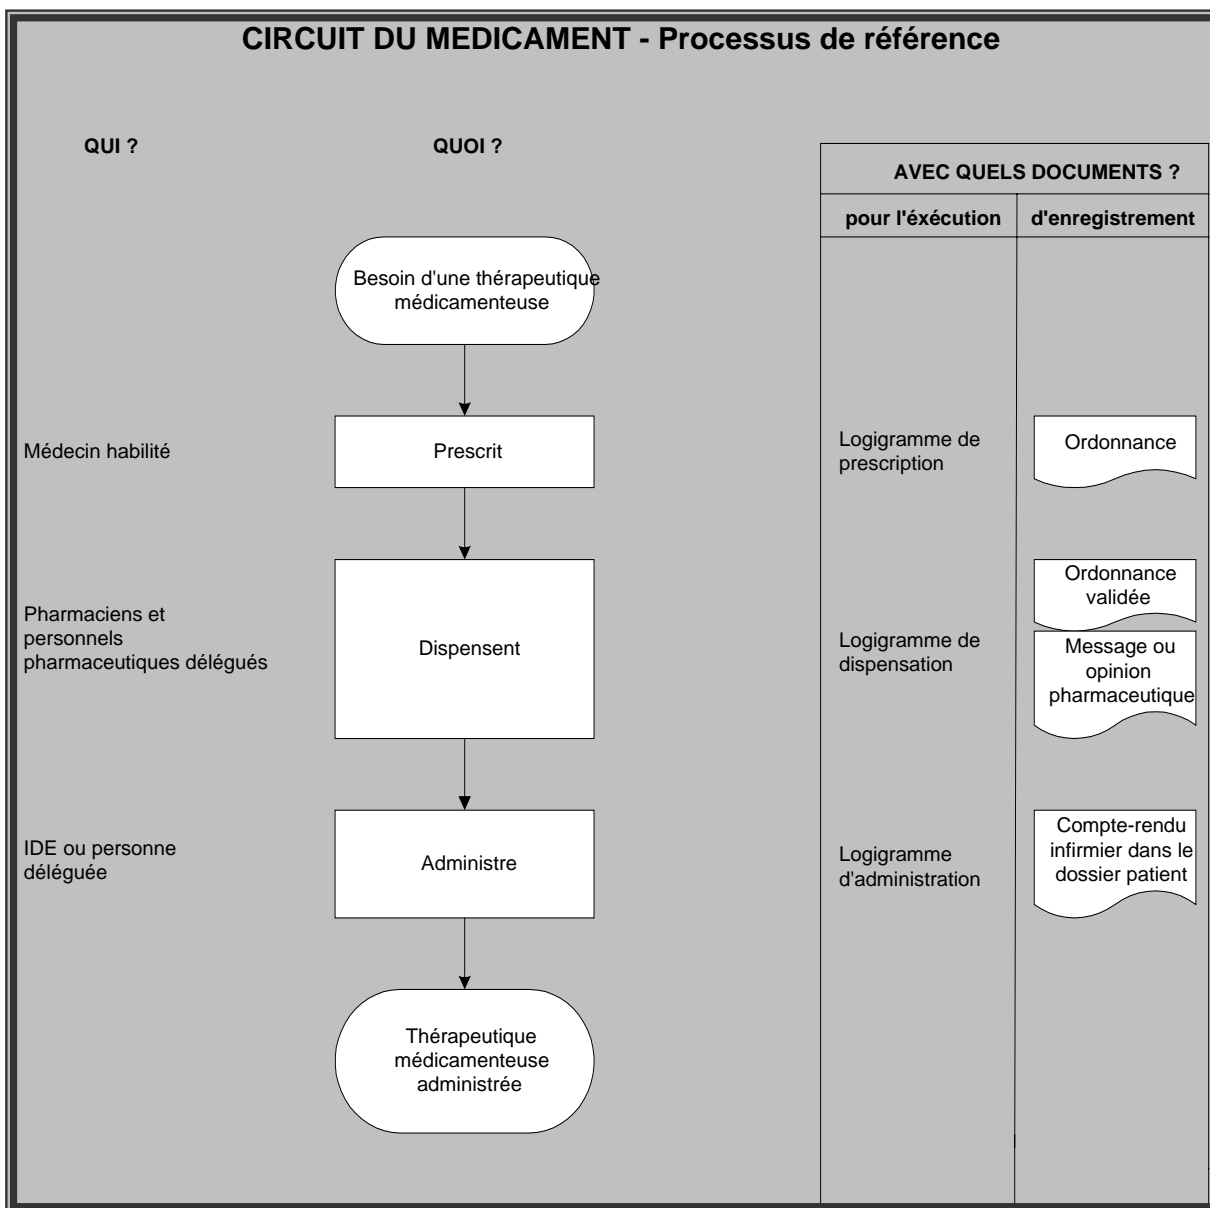 CIRCUIT DU MEDICAMENT - Processus de référence
QUI ?
QUOI ?
AVEC QUELS DOCUMENTS ?
pour l'éxécution
d'enregistrement
Besoin d'une thérapeutique
médicamenteuse
Médecin habilité
Prescrit
Logigramme de
prescription
Ordonnance
Pharmaciens et
personnels
pharmaceutiques délégués
Dispensent
Logigramme de
dispensation
Ordonnance
validée
Message ou
opinion
pharmaceutique
IDE ou personne
déléguée
Administre
Logigramme
d'administration
Compte-rendu
infirmier dans le
dossier patient
Thérapeutique
médicamenteuse
administrée